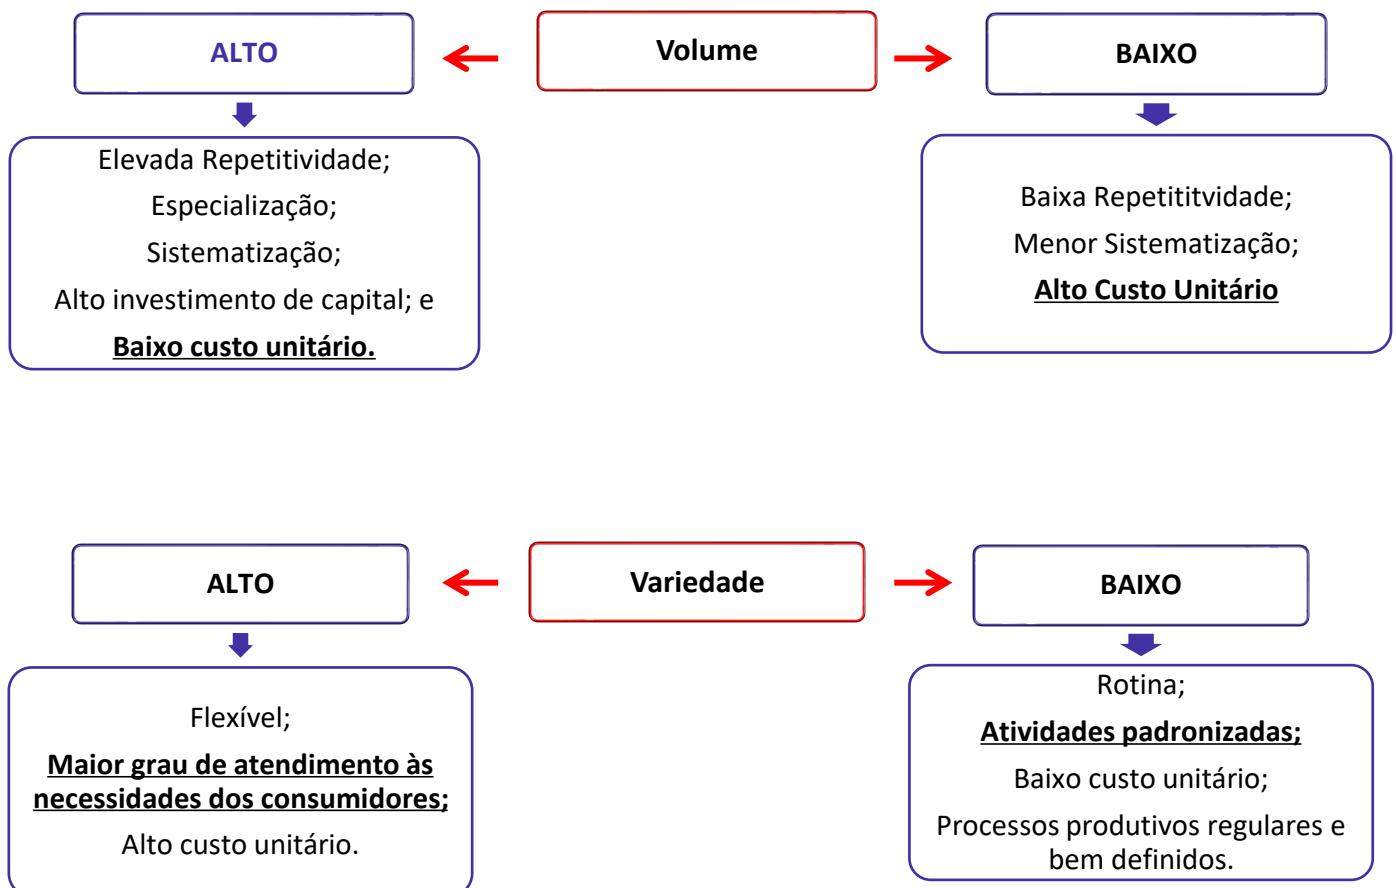 Volume
ALTO
BAIXO
Elevada Repetitividade;
Especialização;
Sistematização;
Alto investimento de capital; e
Baixo custo unitário.
Baixa Repetititvidade;
Menor Sistematização;
Alto Custo Unitário
Variedade
ALTO
BAIXO
Flexível;
Maior grau de atendimento às
necessidades dos consumidores;
Alto custo unitário.
Rotina;
Atividades padronizadas;
Baixo custo unitário;
Processos produtivos regulares e
bem definidos.